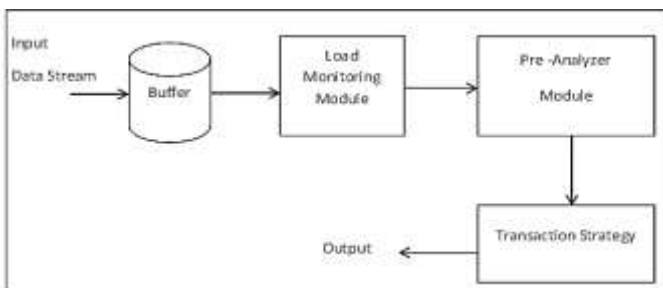 Input
Data Stream
Buffer
Load
Monitoring
Module
Pre -Analyzer
Module
Transaction Strategy
Output